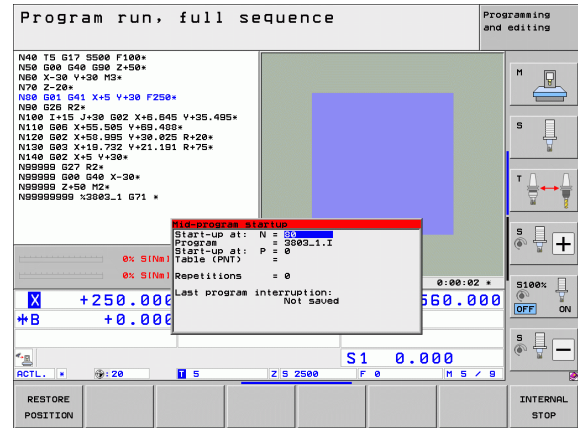 Program run, full sequence
Programming
and editing
N40 T5 G17 S500 F100*
N50 G00 G40 G90 Z+50*
N60 X-30 Y+30 M3*
N70 Z-20*
N80 G01 G41 X+5 Y+30 F250*
N90 G26 R2*
N100 I+15 J+30 G02 X+6.645 Y+35.495*
N110 G06 X+55.505 Y+69.488*
N120 G02 X+58.995 Y+30.025 R+20*
N130 G03 X+19.732 Y+21.191 R+75*
N140 G02 X+5 Y+30*
N99999 G27 R2*
N99999 G00 G40 X-30*
N99999 Z+50 M2*
N99999999 %3803_1 G71 *
M
S
T
Mid-program startup
Start-up at: N = 80
Program = 3803_1.I
Start-up at: P = 0
Table (PNT) =
Repetitions = 0
Last program interruption:
Not saved
0% S[Nm]
0% S[Nm]
0:00:02 *
X +250.000
560.000
+B +0.000
S1 0.000
ACTL. * : 20 T 5 Z S 2500 F 0 M 5 / 9
S
+
S100%
OFF ON
S
−
RESTORE
POSITION
INTERNAL
STOP